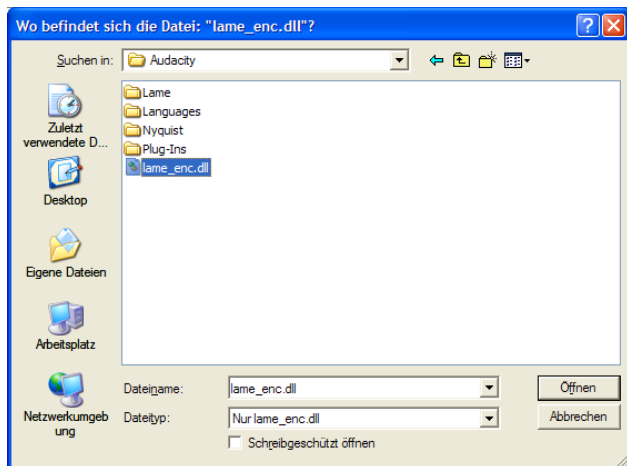 Wo befindet sich die Datei: "lame_enc.dll"?
Suchen in: Audacity
Lame
Languages
Nyquist
Plug-Ins
lame_enc.dll
Zuletzt
verwendete D...
Desktop
Eigene Dateien
Arbeitsplatz
Netzwerkumgeb
ung
Dateiname: lame_enc.dll Öffnen
Dateityp: Nur lame_enc.dll Abbrechen
Schreibgeschützt öffnen